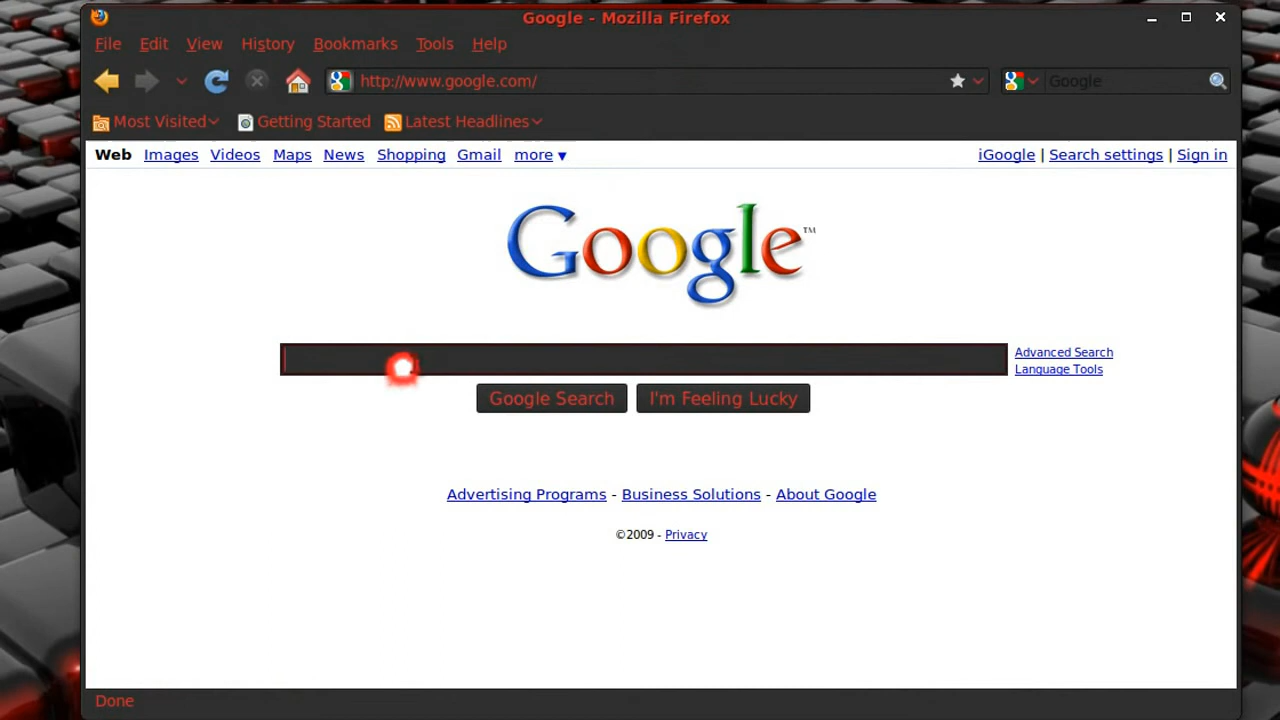 Google - Mozilla Firefox
File Edit View History Bookmarks Tools Help
http://www.google.com/ Google
Most Visited Getting Started Latest Headlines
Web Images Videos Maps News Shopping Gmail more ▼ iGoogle | Search settings | Sign in
Google™
Advanced Search
Language Tools
Google Search I'm Feeling Lucky
Advertising Programs - Business Solutions - About Google
©2009 - Privacy
Done